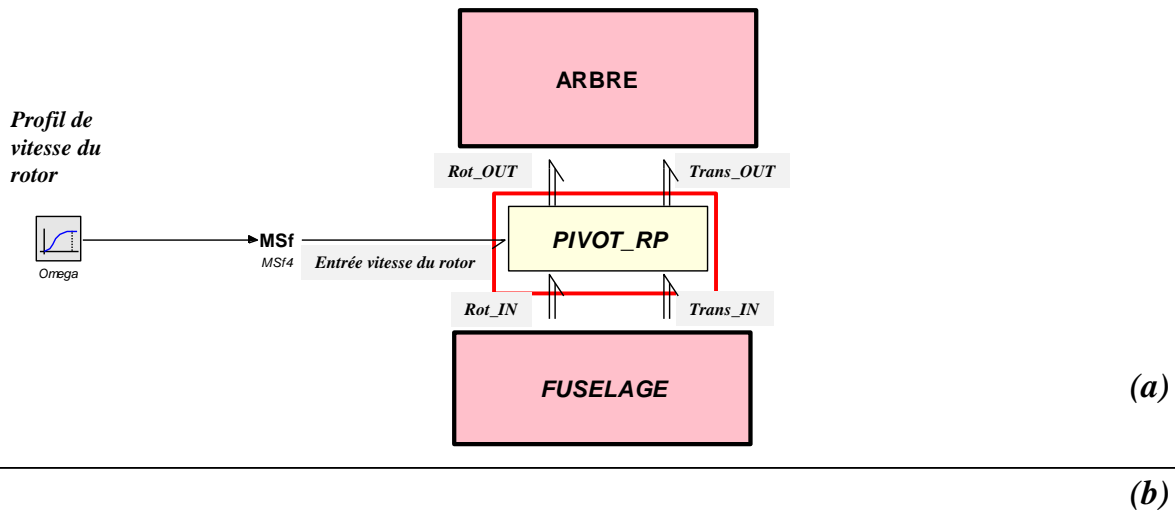 ARBRE
Profil de
vitesse du
rotor
Rot_OUT
Trans_OUT
PIVOT_RP
MSf
MSf4
Entrée vitesse du rotor
Omega
Rot_IN
Trans_IN
FUSELAGE
(a)
(b)